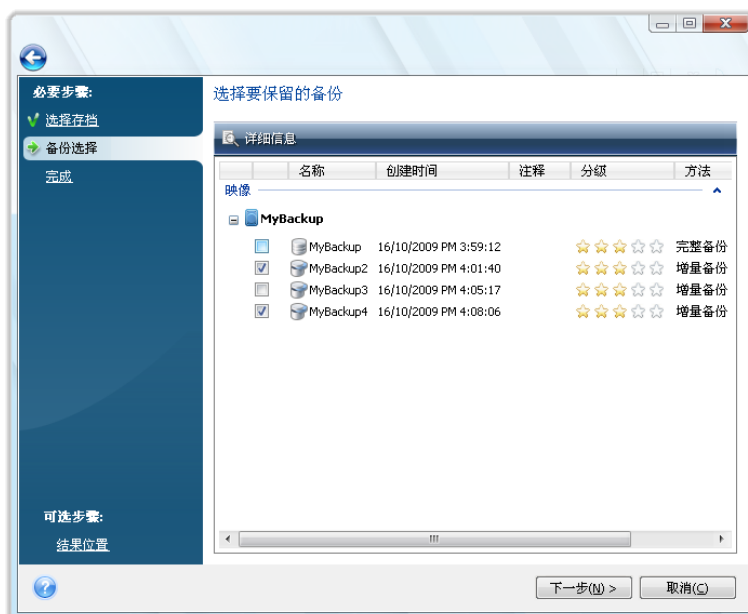 必要步骤:
选择存档
备份选择
完成
可选步骤:
结果位置
选择要保留的备份
详细信息
名称 创建时间 注释 分级 方法
映像
MyBackup
MyBackup 16/10/2009 PM 3:59:12 完整备份
MyBackup2 16/10/2009 PM 4:01:40 增量备份
MyBackup3 16/10/2009 PM 4:05:17 增量备份
MyBackup4 16/10/2009 PM 4:08:06 增量备份
下一步(N) > 取消(C)